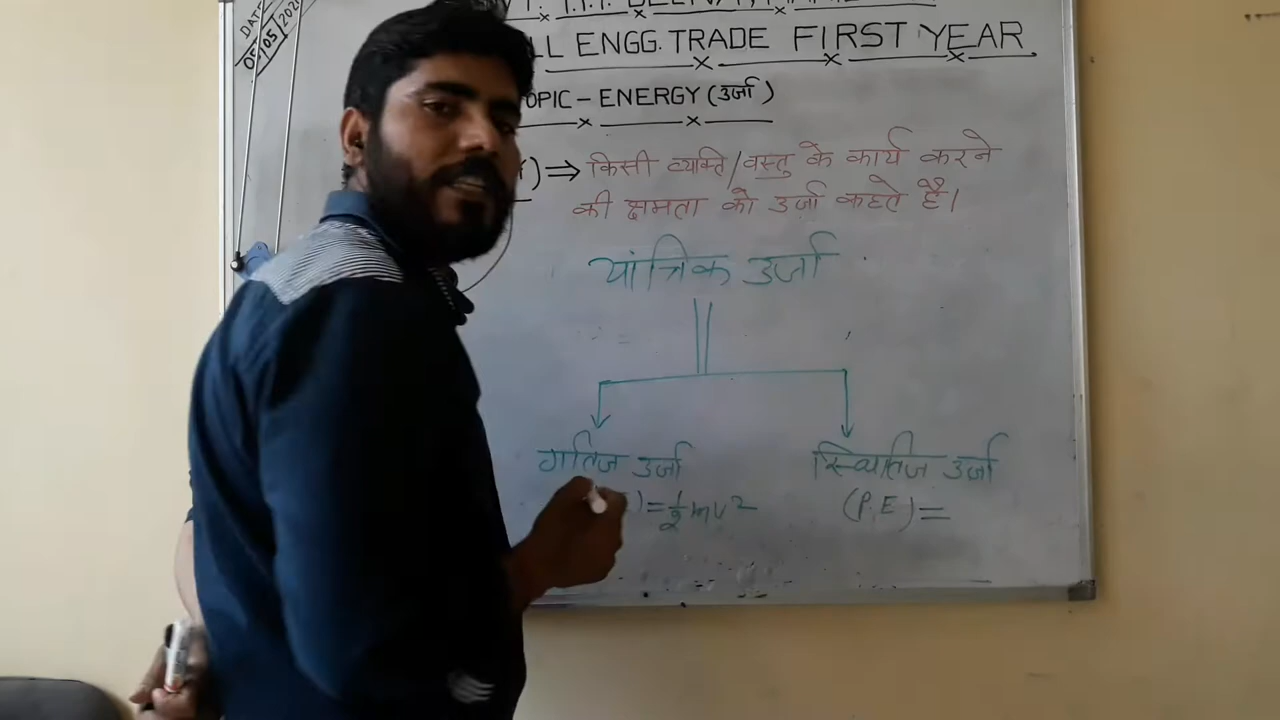 DATE
05/2020
LL ENGG. TRADE FIRST YEAR
OPIC - ENERGY (उर्जा)
) ⇒ किसी व्यक्ति/वस्तु के कार्य करने
की क्षमता को उर्जा कहते है।
यांत्रिक उर्जा
गतिज उर्जा स्थितिज उर्जा
) = 1/2 mv² (P.E) =